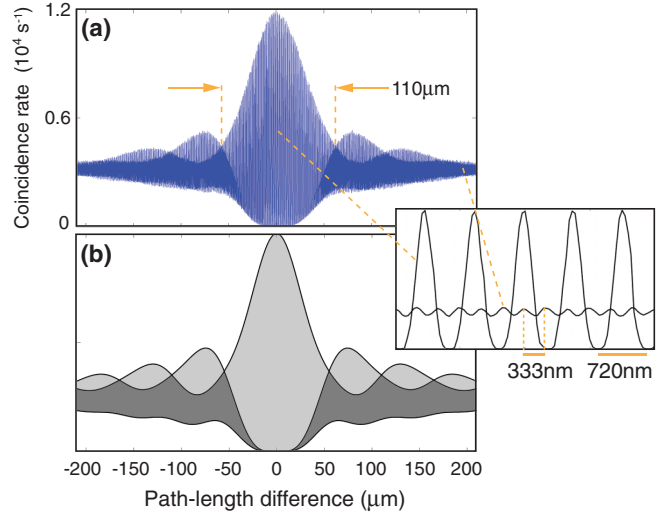 (a)
1.2
0.6
0
Coincidence rate (10⁴ s⁻¹)
110μm
(b)
333nm
720nm
-200 -150 -100 -50 0 50 100 150 200
Path-length difference (μm)